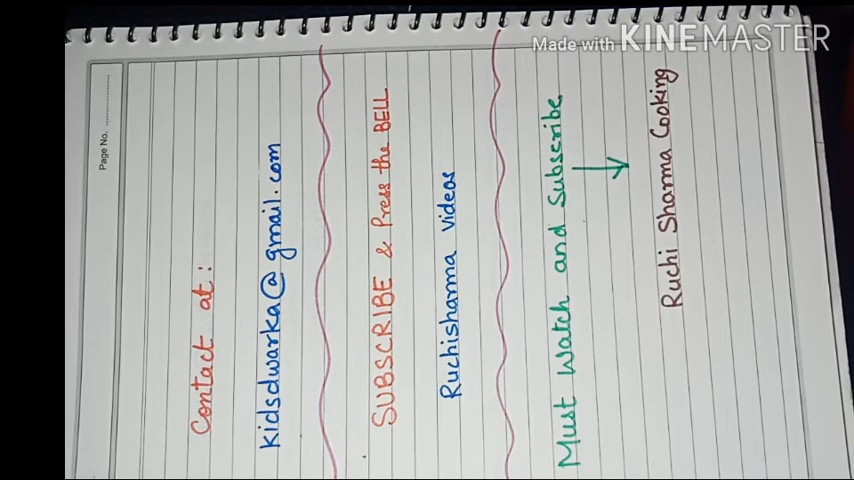 Made with KINEMASTER
Page No. ..................
Contact at :
kidsdwarka@gmail.com
SUBSCRIBE & Press the BELL
Ruchisharma Videos
Must Watch and Subscribe
↓
Ruchi Sharma Cooking